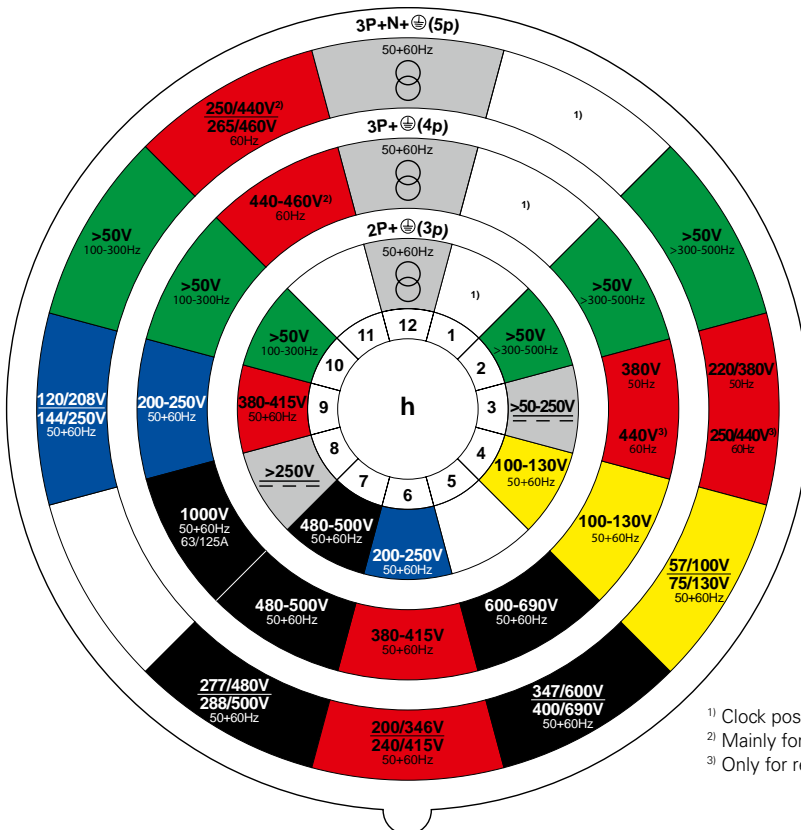 3P+N+⏚(5p)
50+60Hz
1)
>50V
>300-500Hz
220/380V
50Hz
250/440V3)
60Hz
57/100V
75/130V
50+60Hz
347/600V
400/690V
50+60Hz
200/346V
240/415V
50+60Hz
277/480V
288/500V
50+60Hz
120/208V
144/250V
50+60Hz
>50V
100-300Hz
250/440V2)
265/460V
60Hz
3P+⏚(4p)
50+60Hz
1)
>50V
>300-500Hz
380V
50Hz
440V3)
60Hz
100-130V
50+60Hz
600-690V
50+60Hz
380-415V
50+60Hz
480-500V
50+60Hz
1000V
50+60Hz
63/125A
200-250V
50+60Hz
>50V
100-300Hz
440-460V2)
60Hz
2P+⏚(3p)
50+60Hz
1)
>50V
>300-500Hz
>50-250V
100-130V
50+60Hz
200-250V
50+60Hz
480-500V
50+60Hz
>250V
380-415V
50+60Hz
>50V
100-300Hz
12
1
2
3
4
5
6
7
8
9
10
11
h
1) Clock pos
2) Mainly for
3) Only for re